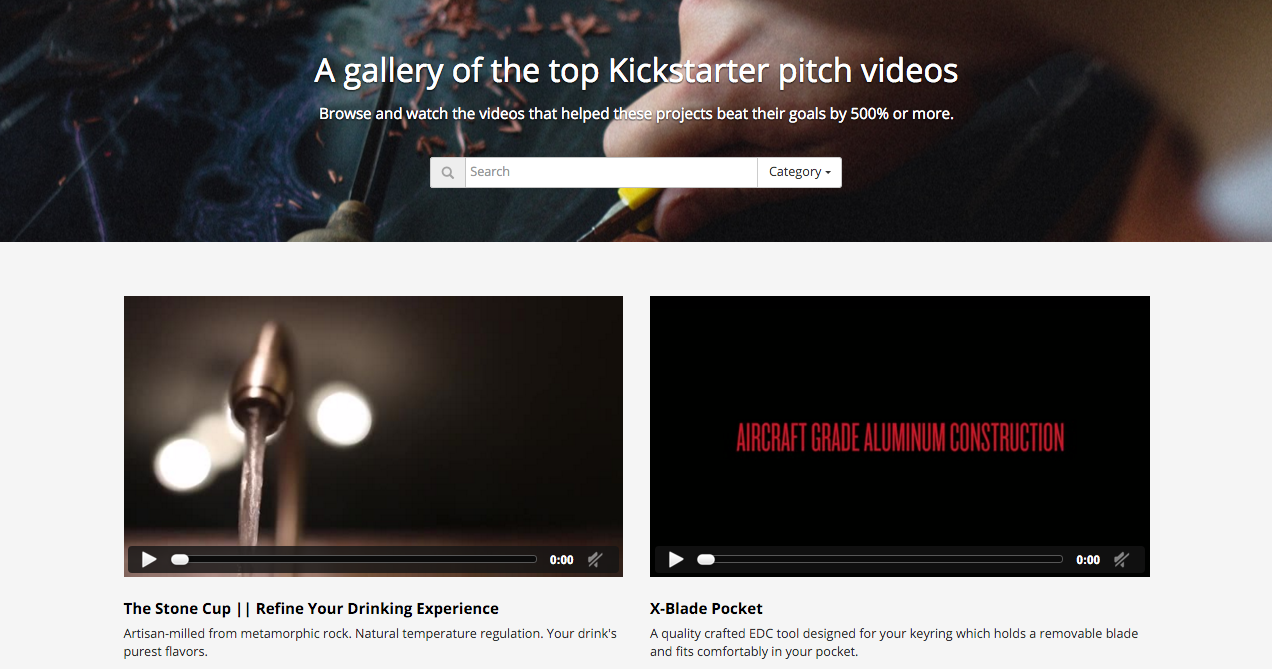 A gallery of the top Kickstarter pitch videos
Browse and watch the videos that helped these projects beat their goals by 500% or more.
Search
Category
AIRCRAFT GRADE ALUMINUM CONSTRUCTION
0:00
0:00
The Stone Cup || Refine Your Drinking Experience
Artisan-milled from metamorphic rock. Natural temperature regulation. Your drink's
purest flavors.
X-Blade Pocket
A quality crafted EDC tool designed for your keyring which holds a removable blade
and fits comfortably in your pocket.